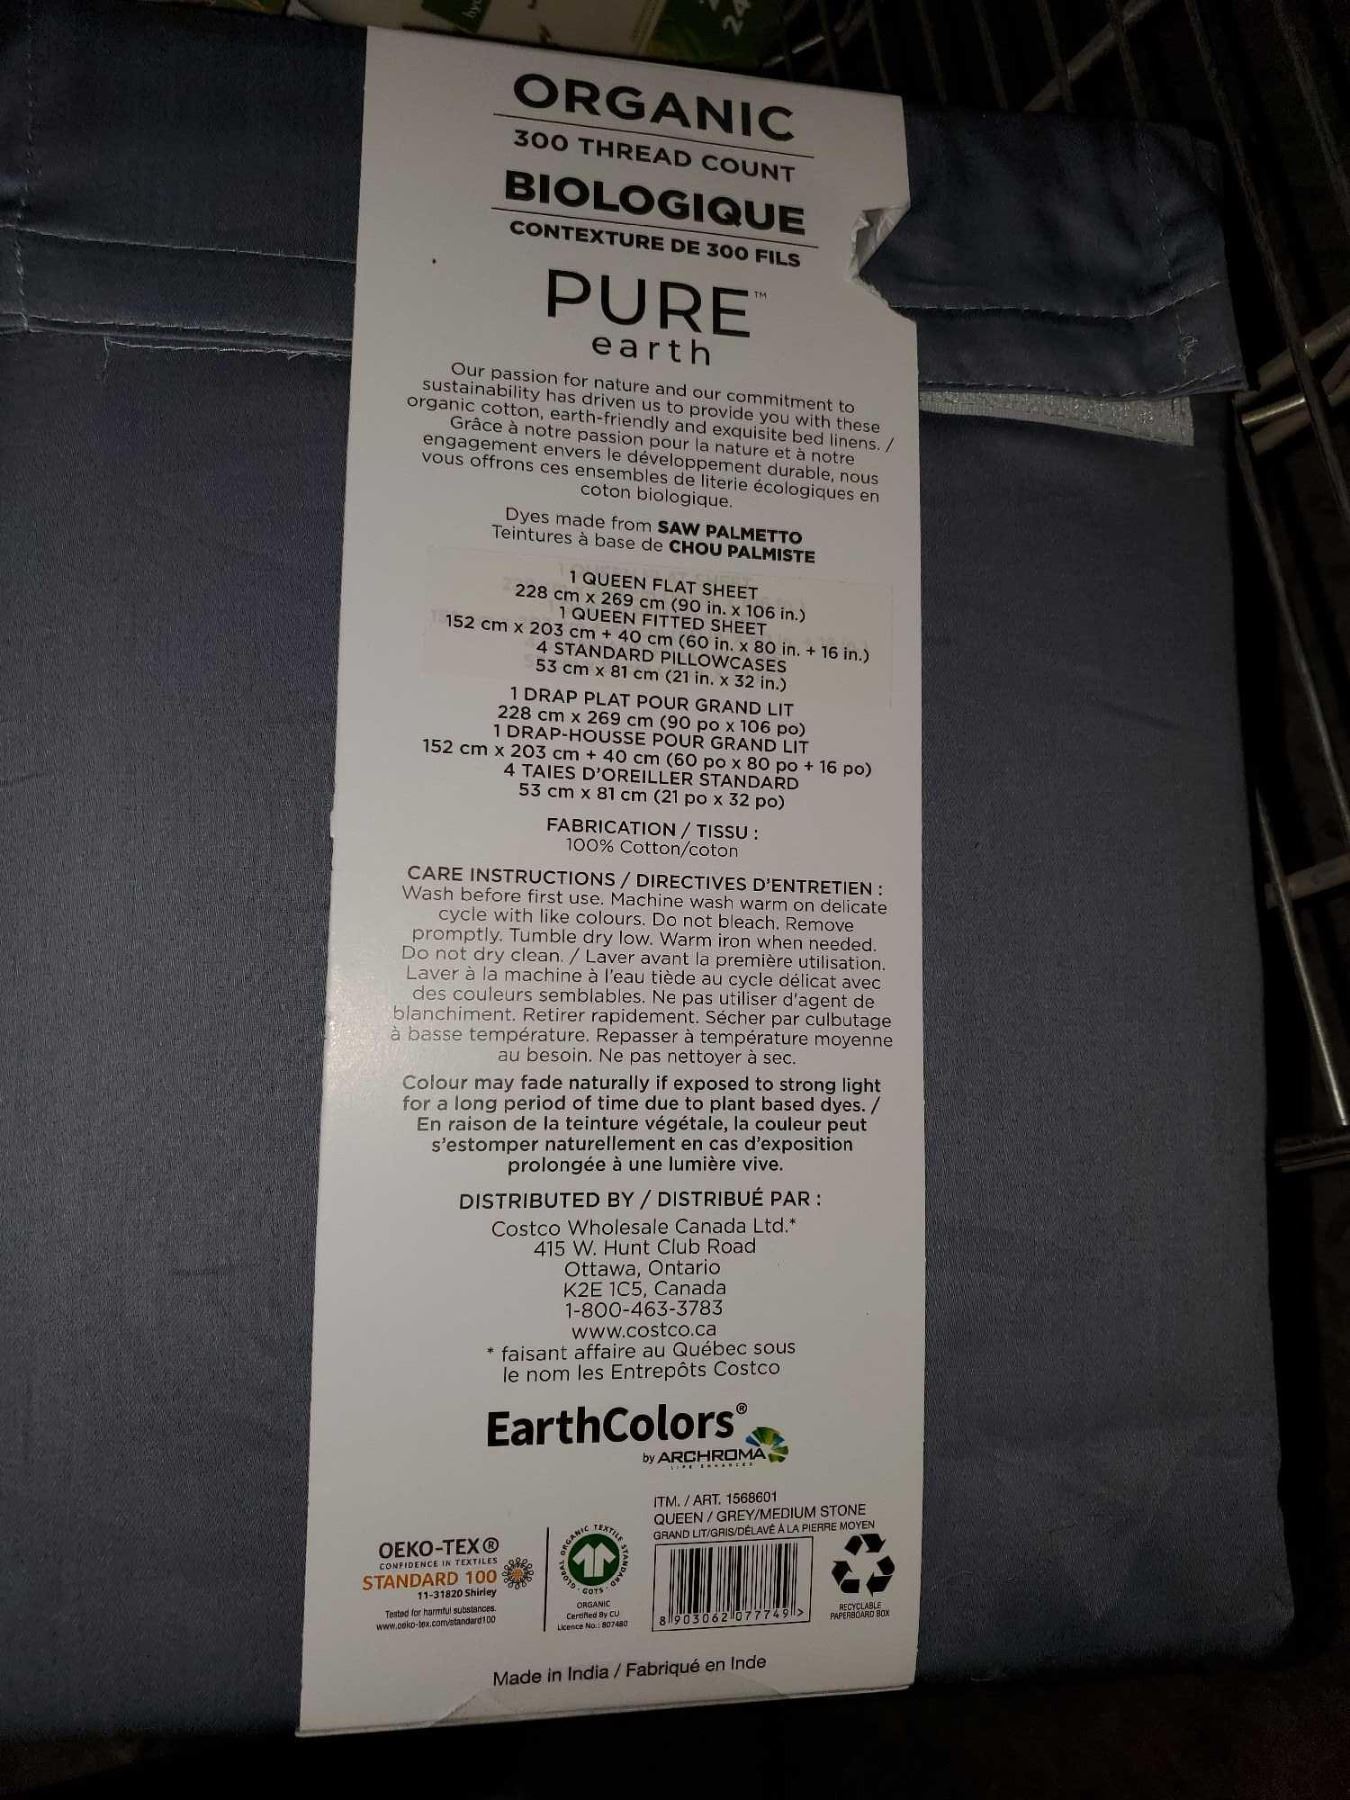 24
ORGANIC
300 THREAD COUNT
BIOLOGIQUE
CONTEXTURE DE 300 FILS
PURE™
earth
Our passion for nature and our commitment to
sustainability has driven us to provide you with these
organic cotton, earth-friendly and exquisite bed linens. /
Grâce à notre passion pour la nature et à notre
engagement envers le développement durable, nous
vous offrons ces ensembles de literie écologiques en
coton biologique.
Dyes made from SAW PALMETTO
Teintures à base de CHOU PALMISTE
1 QUEEN FLAT SHEET
228 cm x 269 cm (90 in. x 106 in.)
1 QUEEN FITTED SHEET
152 cm x 203 cm + 40 cm (60 in. x 80 in. + 16 in.)
4 STANDARD PILLOWCASES
53 cm x 81 cm (21 in. x 32 in.)
1 DRAP PLAT POUR GRAND LIT
228 cm x 269 cm (90 po x 106 po)
1 DRAP-HOUSSE POUR GRAND LIT
152 cm x 203 cm + 40 cm (60 po x 80 po + 16 po)
4 TAIES D'OREILLER STANDARD
53 cm x 81 cm (21 po x 32 po)
FABRICATION / TISSU :
100% Cotton/coton
CARE INSTRUCTIONS / DIRECTIVES D'ENTRETIEN :
Wash before first use. Machine wash warm on delicate
cycle with like colours. Do not bleach. Remove
promptly. Tumble dry low. Warm iron when needed.
Do not dry clean. / Laver avant la première utilisation.
Laver à la machine à l'eau tiède au cycle délicat avec
des couleurs semblables. Ne pas utiliser d'agent de
blanchiment. Retirer rapidement. Sécher par culbutage
à basse température. Repasser à température moyenne
au besoin. Ne pas nettoyer à sec.
Colour may fade naturally if exposed to strong light
for a long period of time due to plant based dyes. /
En raison de la teinture végétale, la couleur peut
s'estomper naturellement en cas d'exposition
prolongée à une lumière vive.
DISTRIBUTED BY / DISTRIBUÉ PAR :
Costco Wholesale Canada Ltd.*
415 W. Hunt Club Road
Ottawa, Ontario
K2E 1C5, Canada
1-800-463-3783
www.costco.ca
* faisant affaire au Québec sous
le nom les Entrepôts Costco
EarthColors®
by ARCHROMA
LIFE ENHANCED
ITM. / ART. 1568601
QUEEN / GREY/MEDIUM STONE
GRAND LIT/GRIS/DÉLAVÉ À LA PIERRE MOYEN
OEKO-TEX®
CONFIDENCE IN TEXTILES
STANDARD 100
11-31820 Shirley
Tested for harmful substances.
www.oeko-tex.com/standard100
GLOBAL ORGANIC TEXTILE STANDARD
GOTS
ORGANIC
Certified By CU
Licence No.: 807480
8 903062 077749 >
RECYCLABLE
PAPERBOARD BOX
Made in India / Fabriqué en Inde